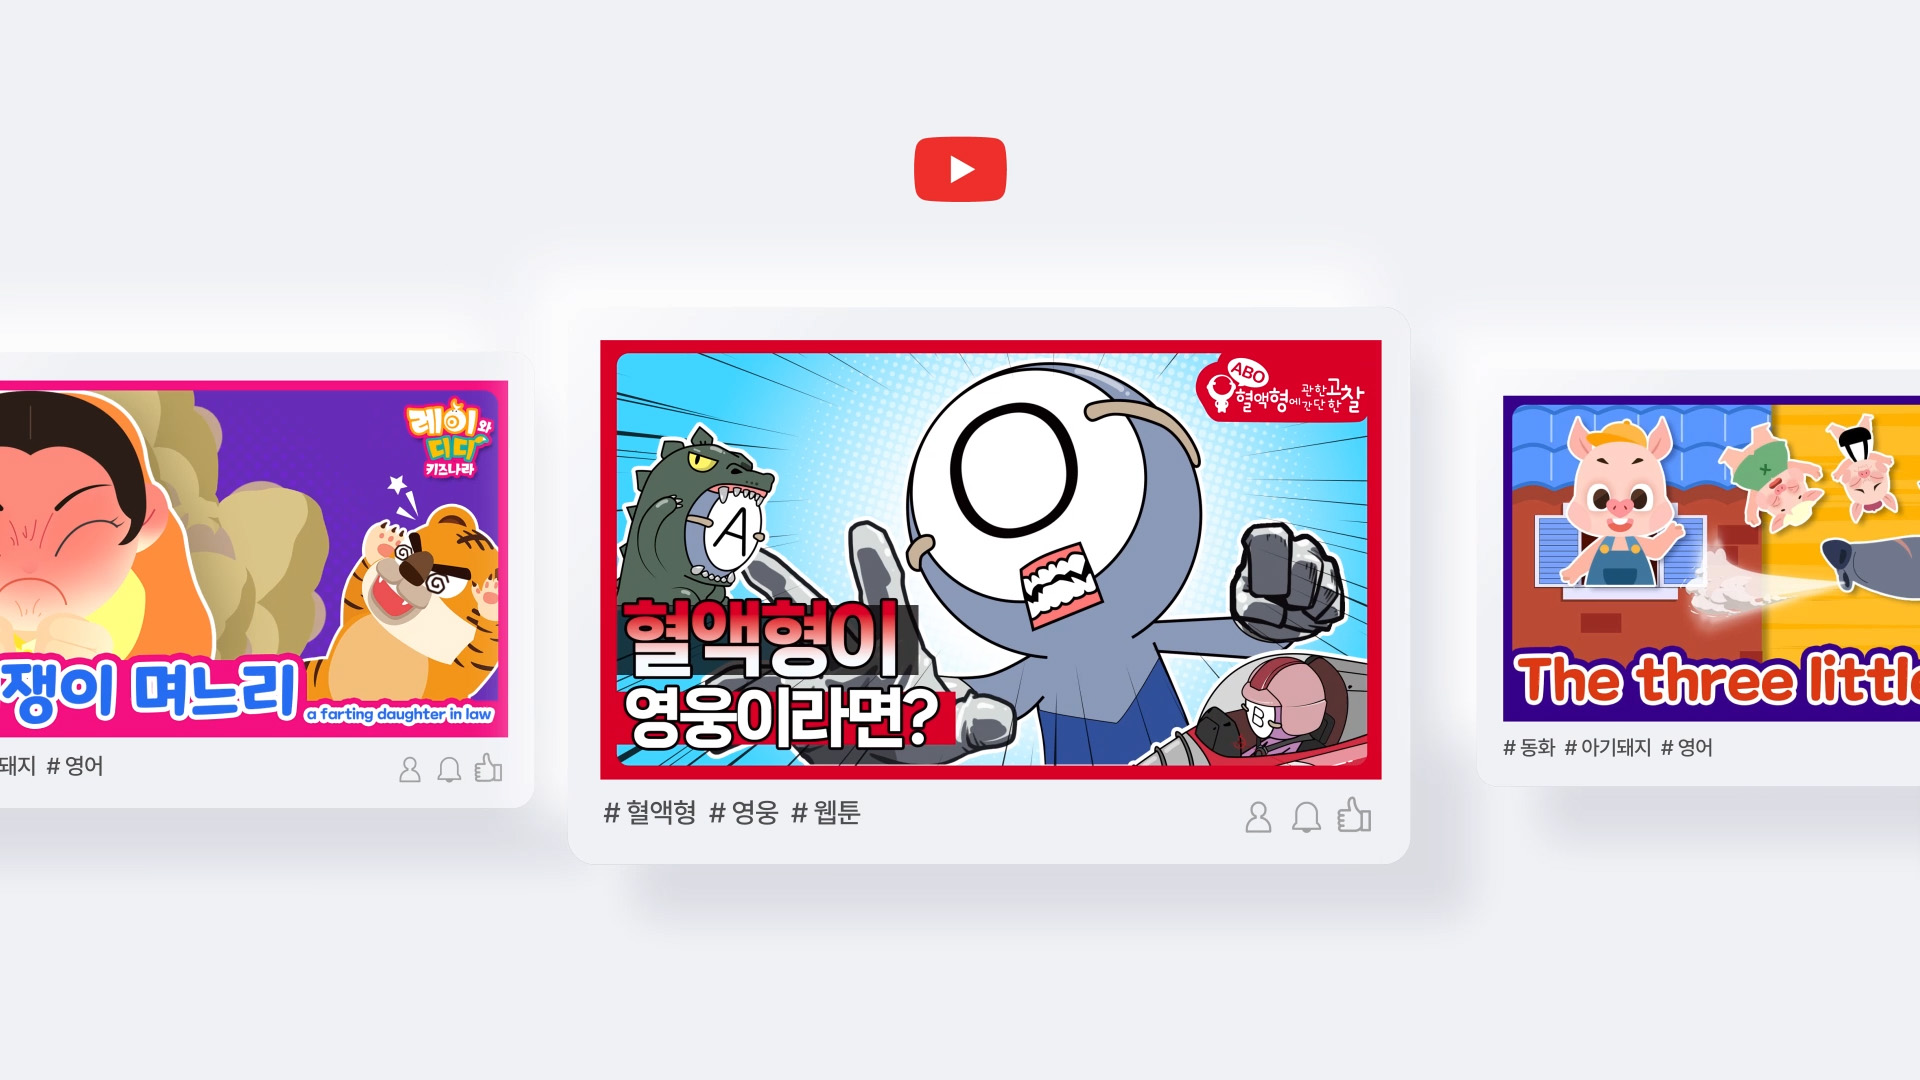 레이와
디디
키즈나라
쟁이 며느리
a farting daughter in law
돼지 # 영어
ABO
혈액형에 관한 간단한 고찰
O
A
B
혈액형이
영웅이라면?
# 혈액형 # 영웅 # 웹툰
The three little
# 동화 # 아기돼지 # 영어